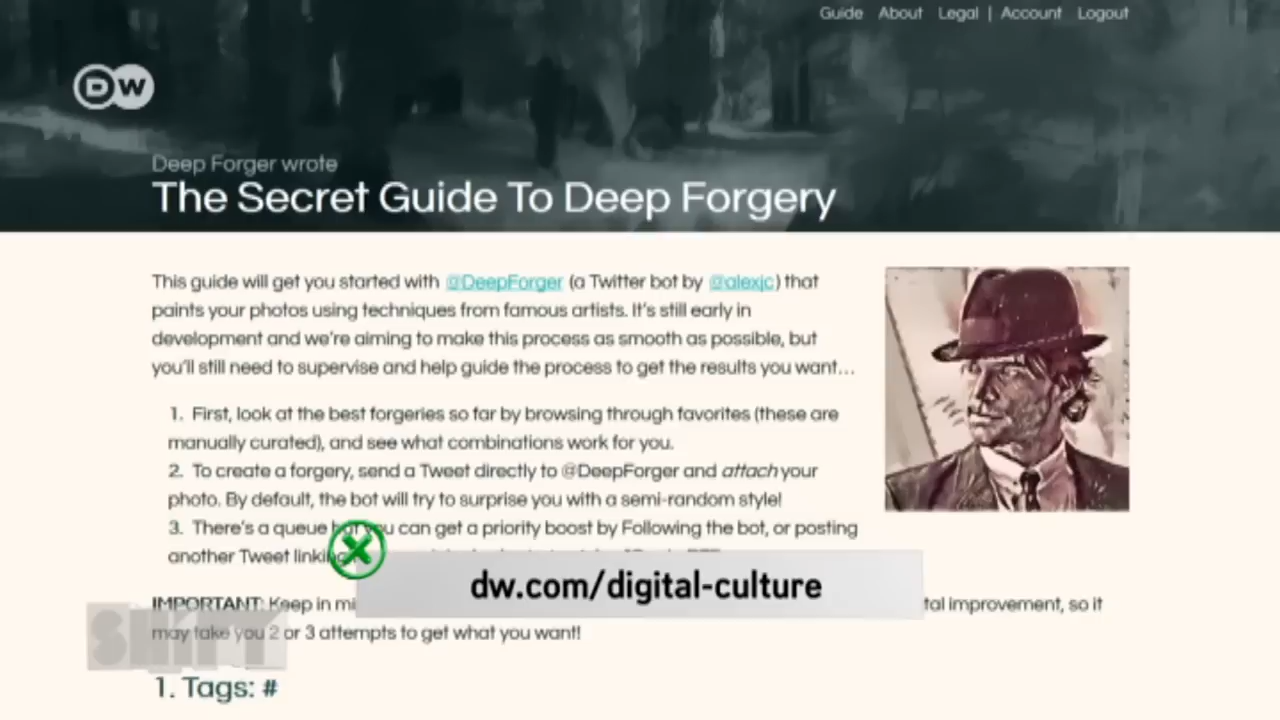 Guide About Legal | Account Logout
DW
Deep Forger wrote
The Secret Guide To Deep Forgery
This guide will get you started with @DeepForger (a Twitter bot by @alexjc) that
paints your photos using techniques from famous artists. It's still early in
development and we're aiming to make this process as smooth as possible, but
you'll still need to supervise and help guide the process to get the results you want...
1. First, look at the best forgeries so far by browsing through favorites (these are
manually curated), and see what combinations work for you.
2. To create a forgery, send a Tweet directly to @DeepForger and attach your
photo. By default, the bot will try to surprise you with a semi-random style!
3. There's a queue but you can get a priority boost by Following the bot, or posting
another Tweet linking
dw.com/digital-culture
IMPORTANT: Keep in improvement, so it
SHIFT
may take you 2 or 3 attempts to get what you want!
1. Tags: #